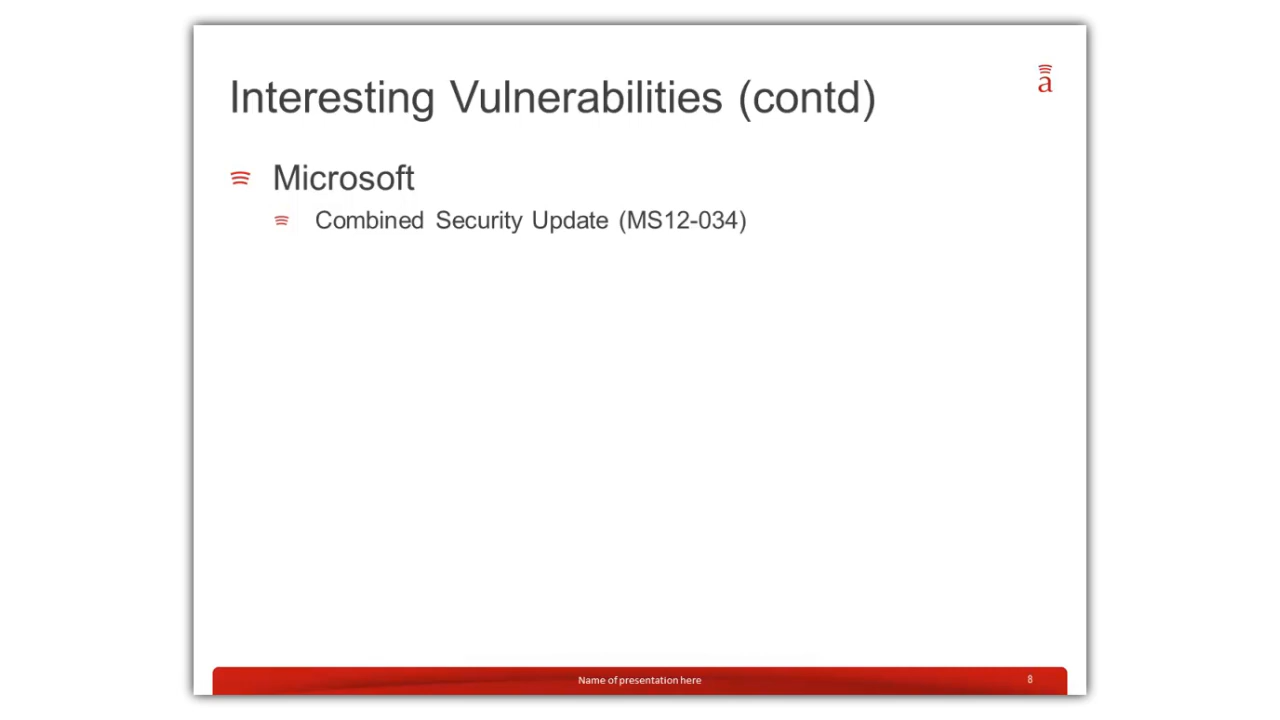 Interesting Vulnerabilities (contd)
a
Microsoft
Combined Security Update (MS12-034)
Name of presentation here
8